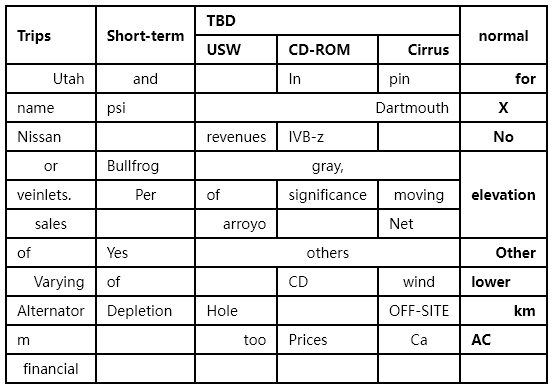 Trips Short-term TBD normal
USW CD-ROM Cirrus
Utah and In pin for
name psi Dartmouth X
Nissan revenues IVB-z No
or Bullfrog gray,
veinlets. Per of significance moving elevation
sales arroyo Net
of Yes others Other
Varying of CD wind lower
Alternator Depletion Hole OFF-SITE km
m too Prices Ca AC
financial